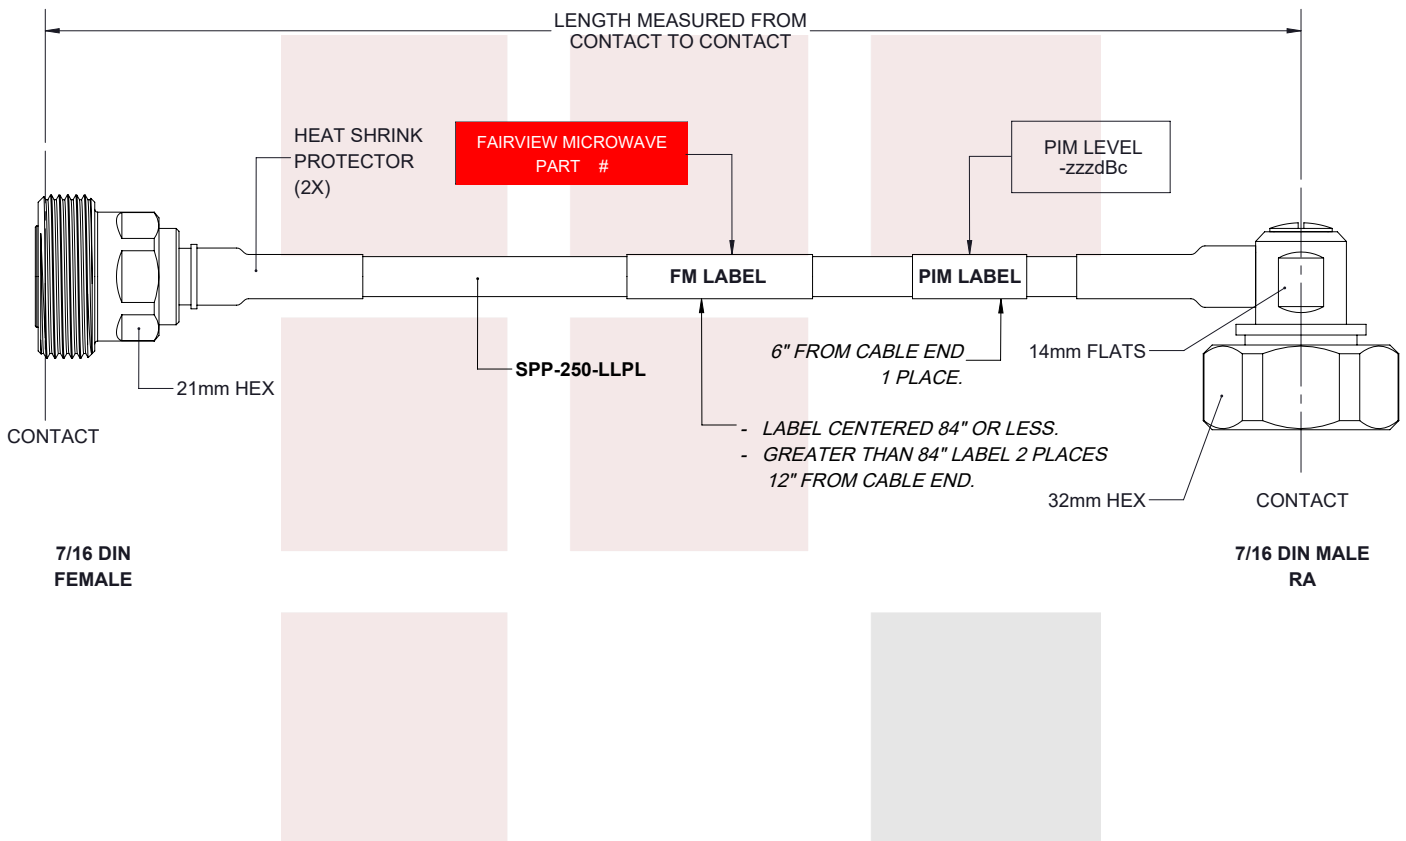 LENGTH MEASURED FROM
CONTACT TO CONTACT
HEAT SHRINK
PROTECTOR
(2X)
FAIRVIEW MICROWAVE
PART #
PIM LEVEL
-zzzdBc
FM LABEL
PIM LABEL
6" FROM CABLE END
1 PLACE.
14mm FLATS
SPP-250-LLPL
21mm HEX
CONTACT
- LABEL CENTERED 84" OR LESS.
- GREATER THAN 84" LABEL 2 PLACES
12" FROM CABLE END.
32mm HEX
CONTACT
7/16 DIN
FEMALE
7/16 DIN MALE
RA